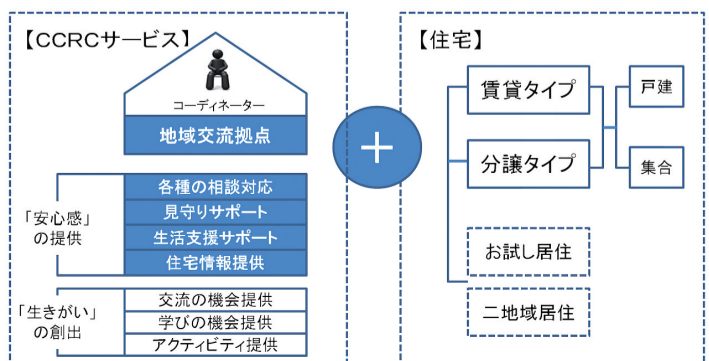 【CCRCサービス】
コーディネーター
地域交流拠点
「安心感」
の提供
各種の相談対応
見守りサポート
生活支援サポート
住宅情報提供
「生きがい」
の創出
交流の機会提供
学びの機会提供
アクティビティ提供
+
【住宅】
賃貸タイプ
分譲タイプ
戸建
集合
お試し居住
二地域居住